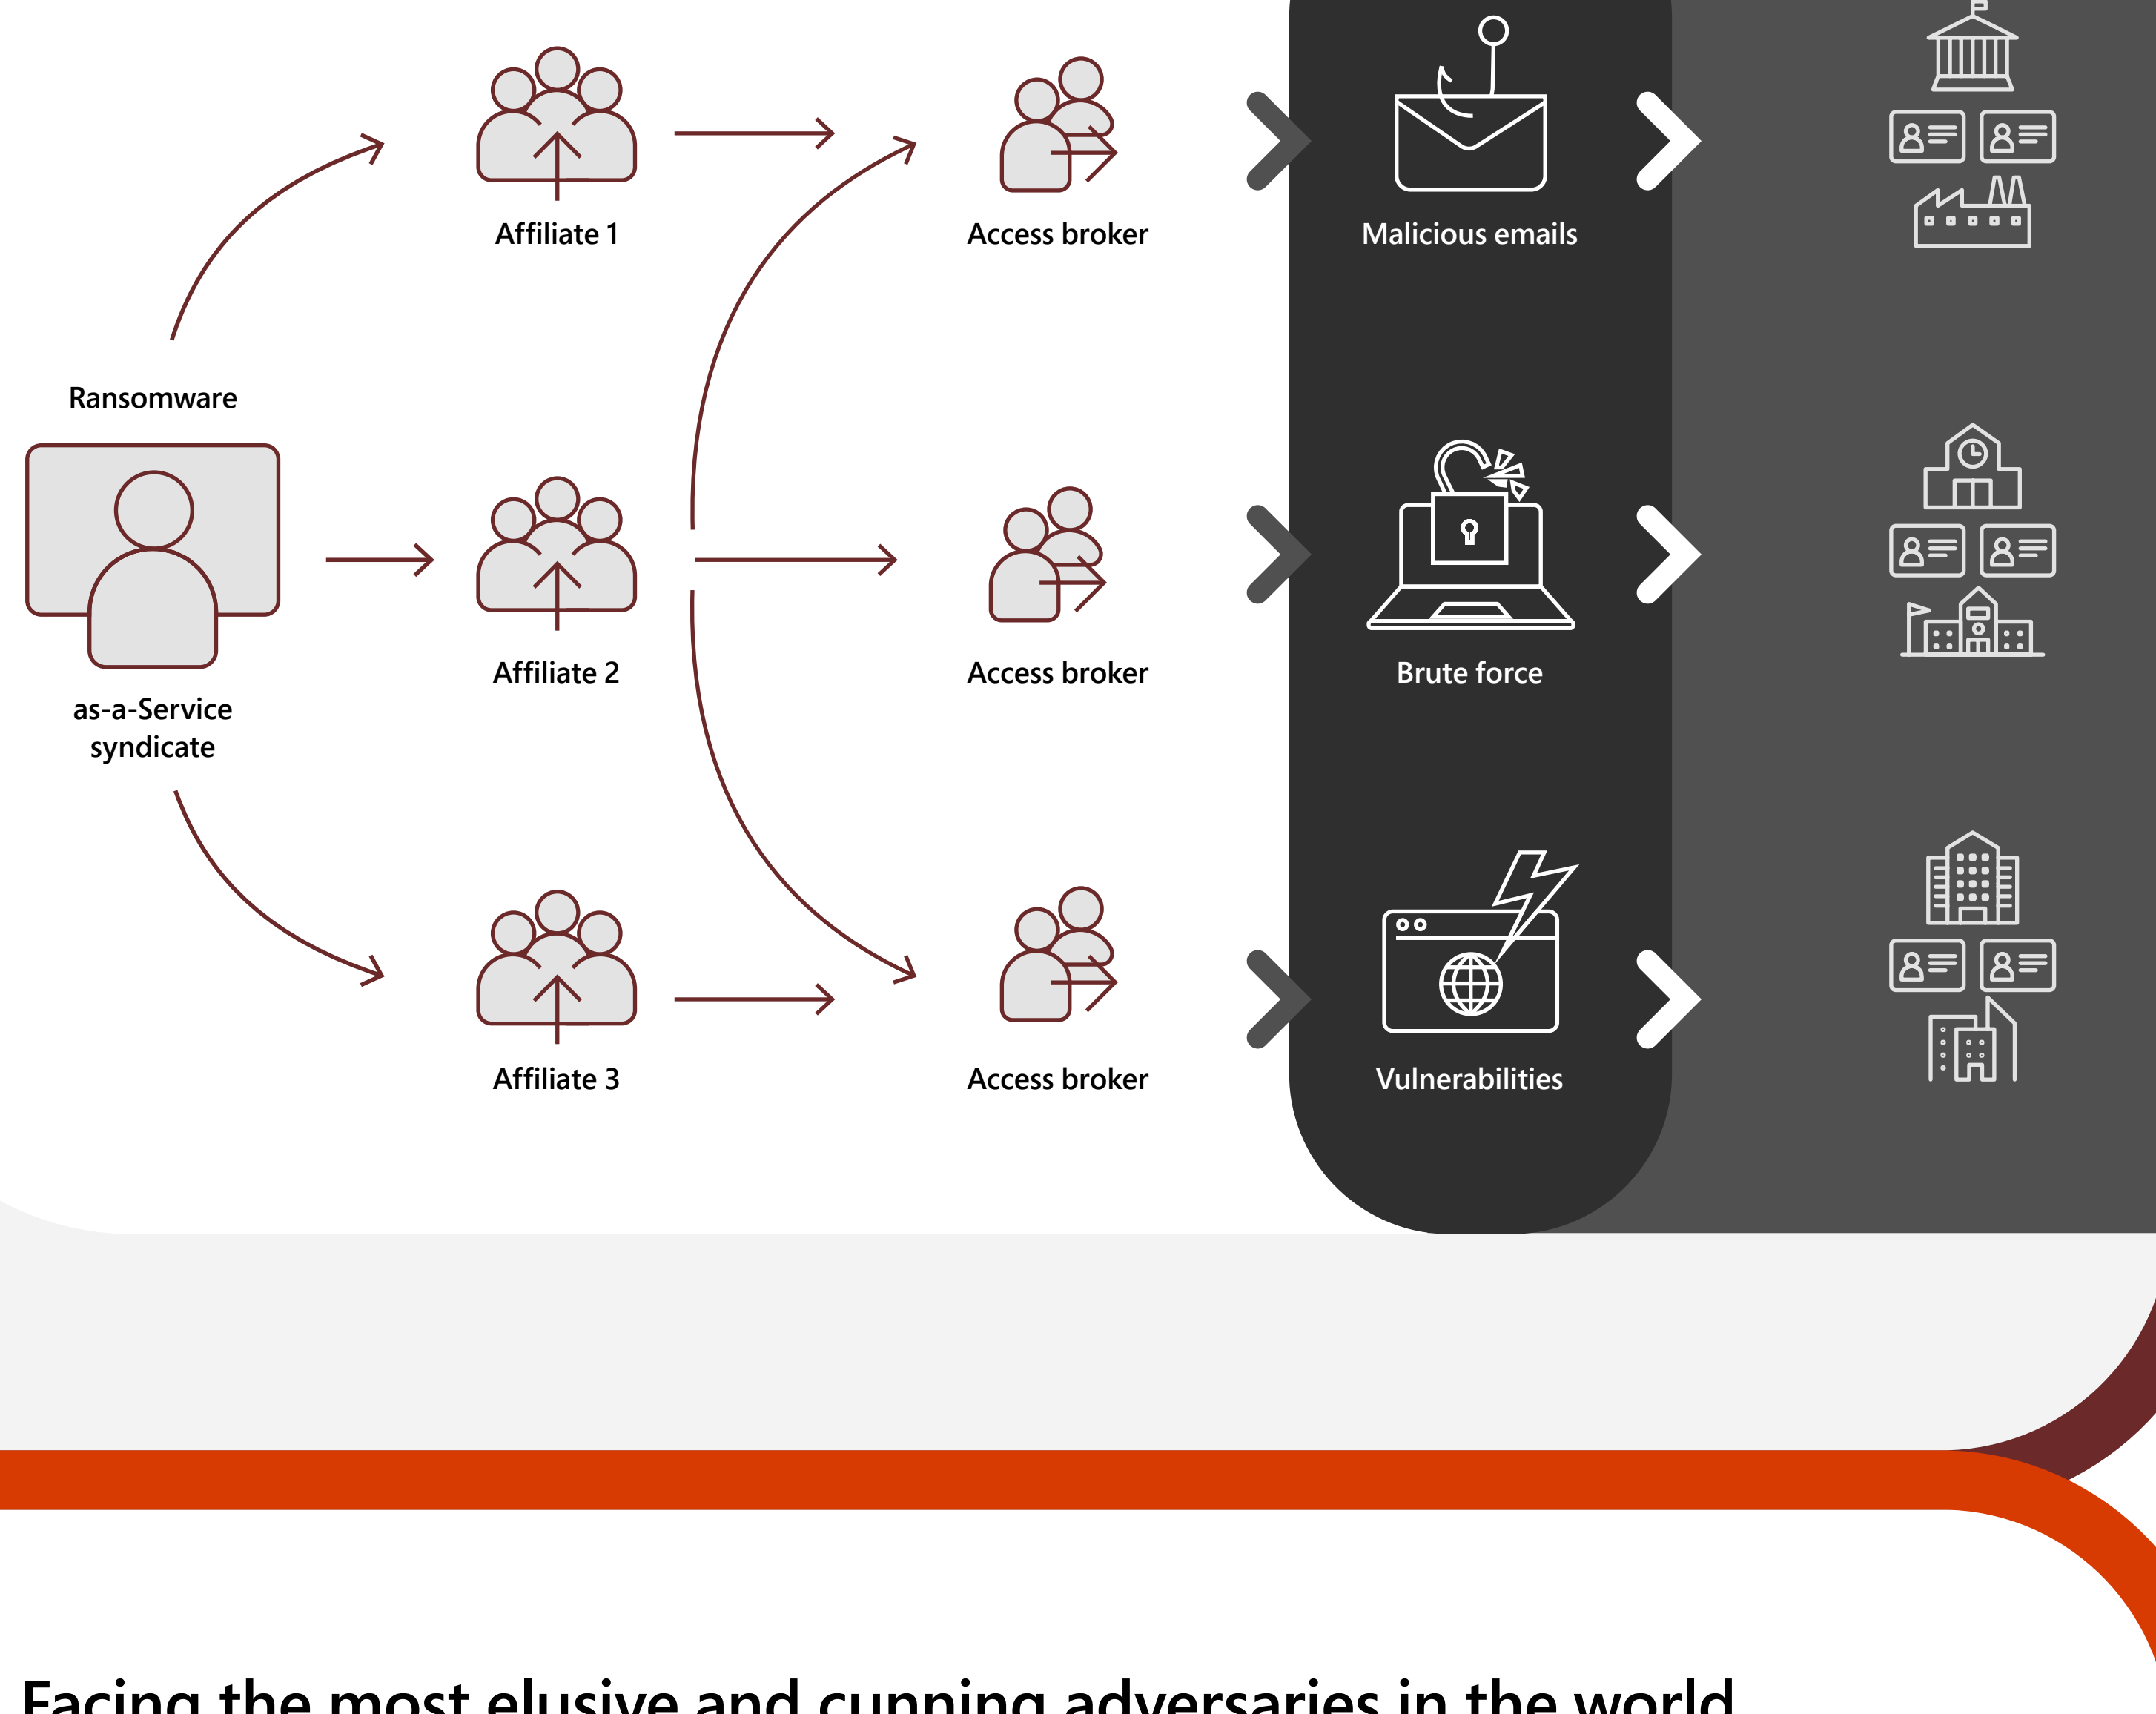 Affiliate 1
Access broker
Malicious emails
Ransomware
as-a-Service
syndicate
Affiliate 2
Access broker
Brute force
Affiliate 3
Access broker
Vulnerabilities
Facing the most elusive and cunning adversaries in the world